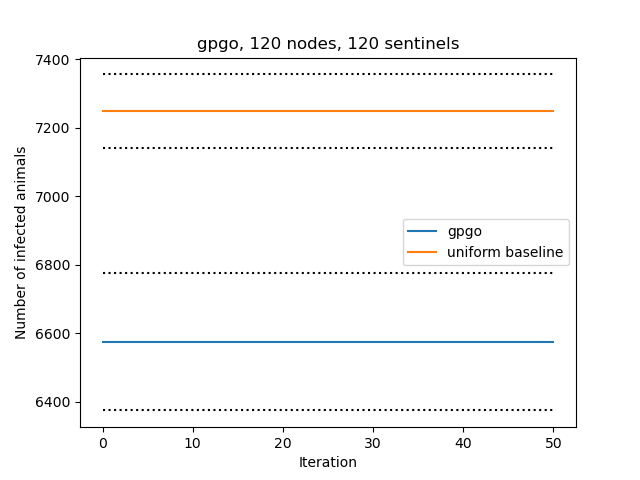 gpgo, 120 nodes, 120 sentinels
7400
7200
7000
6800
6600
6400
Number of infected animals
gpgo
uniform baseline
0 10 20 30 40 50
Iteration